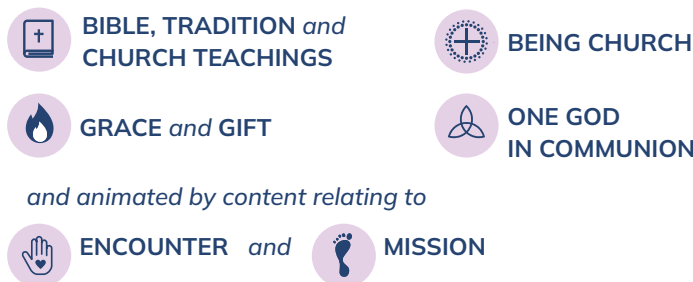 BIBLE, TRADITION and
CHURCH TEACHINGS
BEING CHURCH
GRACE and GIFT
ONE GOD
IN COMMUNION
and animated by content relating to
ENCOUNTER and MISSION